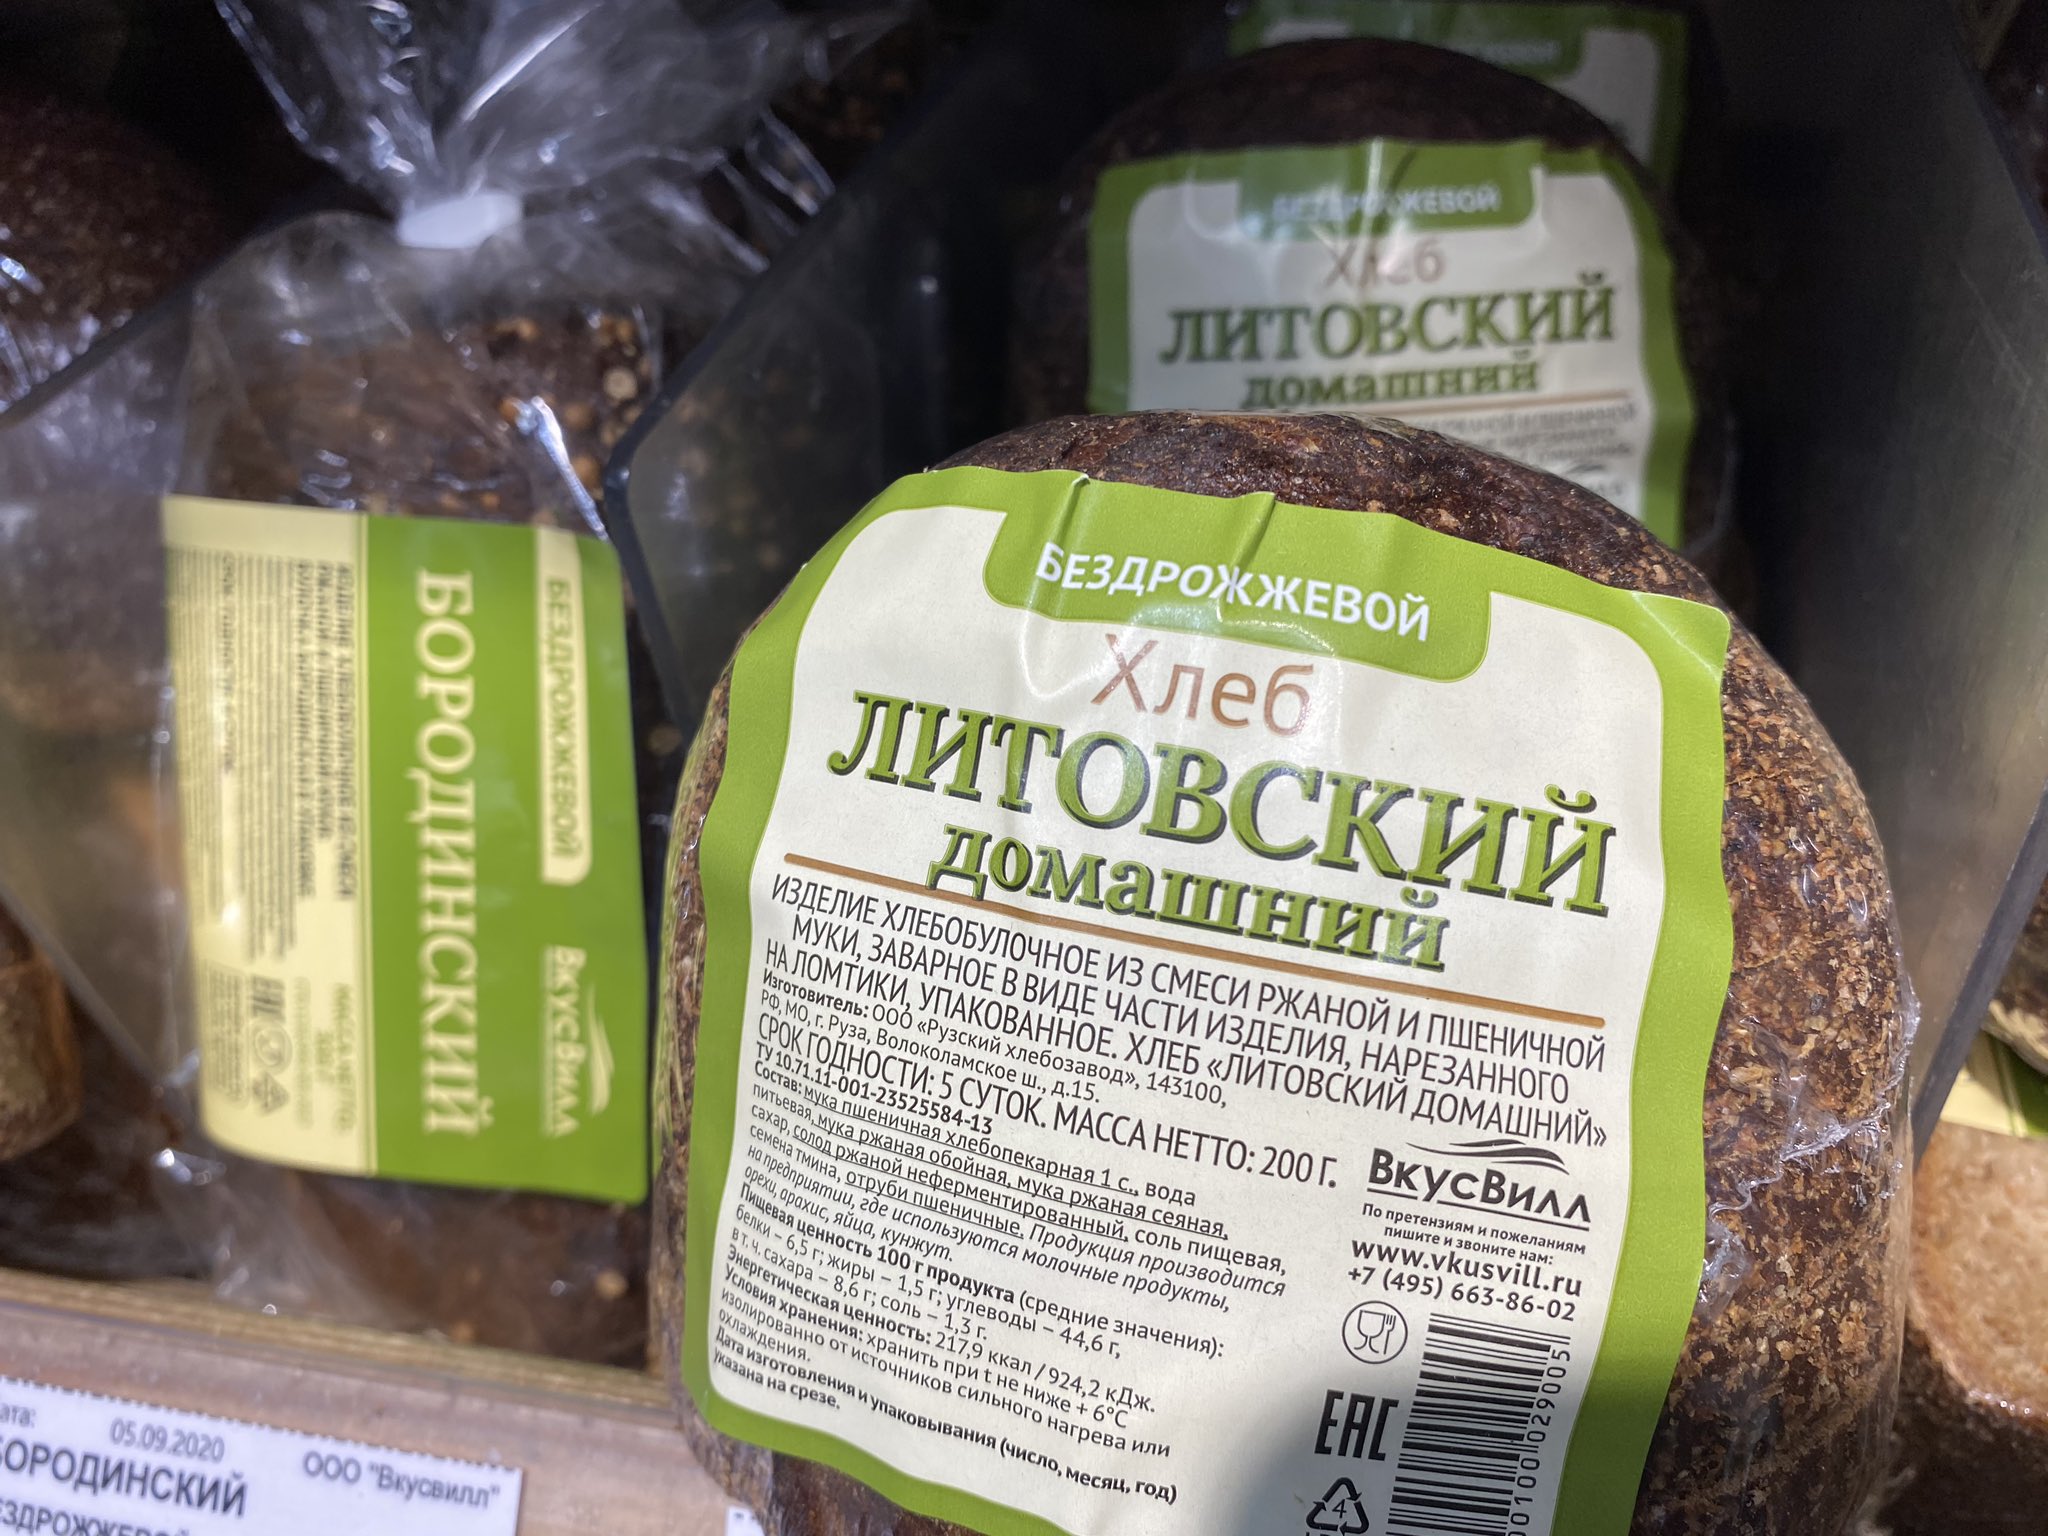 БЕЗДРОЖЖЕВОЙ
Хлеб
ЛИТОВСКИЙ
домашний
БЕЗДРОЖЖЕВОЙ
Хлеб
ЛИТОВСКИЙ
домашний
ИЗДЕЛИЕ ХЛЕБОБУЛОЧНОЕ ИЗ СМЕСИ РЖАНОЙ И ПШЕНИЧНОЙ
МУКИ, ЗАВАРНОЕ В ВИДЕ ЧАСТИ ИЗДЕЛИЯ, НАРЕЗАННОГО
НА ЛОМТИКИ, УПАКОВАННОЕ. ХЛЕБ «ЛИТОВСКИЙ ДОМАШНИЙ»
Изготовитель: ООО «Рузский хлебозавод», 143100,
РФ, МО, г. Руза, Волоколамское ш., д.15.
СРОК ГОДНОСТИ: 5 СУТОК. МАССА НЕТТО: 200 Г.
ТУ 10.71.11-001-23525584-13
Состав: мука пшеничная хлебопекарная 1 с., вода
питьевая, мука ржаная обойная, мука ржаная сеяная,
сахар, солод ржаной неферментированный, соль пищевая,
семена тмина, отруби пшеничные. Продукция производится
на предприятии, где используются молочные продукты,
орехи, арахис, яйца, кунжут.
Пищевая ценность 100 г продукта (средние значения):
белки – 6,5 г; жиры – 1,5 г; углеводы – 44,6 г,
в т. ч. сахара – 8,6 г; соль – 1,3 г.
Энергетическая ценность: 217,9 ккал / 924,2 кДж.
Условия хранения: хранить при t не ниже + 6°C
изолированно от источников сильного нагрева или
охлаждения.
Дата изготовления и упаковывания (число, месяц, год)
указана на срезе.
ВкусВилл
По претензиям и пожеланиям
пишите и звоните нам:
www.vkusvill.ru
+7 (495) 663-86-02
ЕАС
4
00100 029005
БЕЗДРОЖЖЕВОЙ
БОРОДИНСКИЙ
ВкусВилл
МАССА НЕТТО:
ЕАС
ата:
05.09.2020
БОРОДИНСКИЙ
ООО "Вкусвилл"